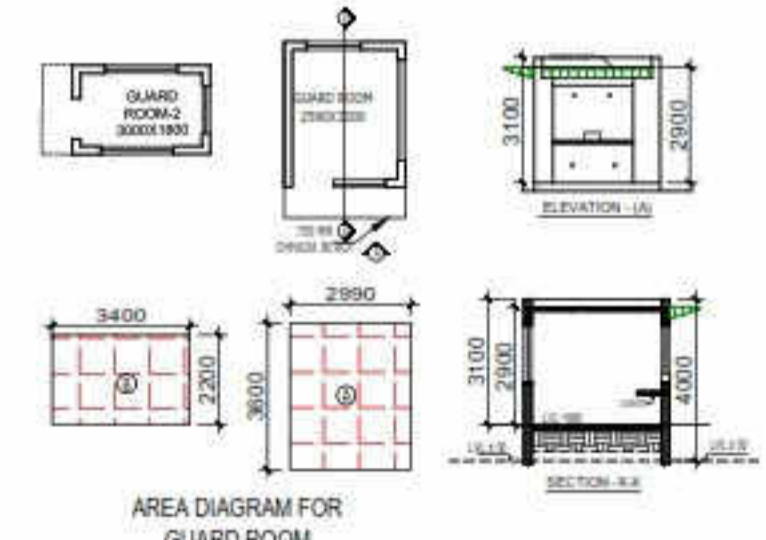 GUARD
ROOM-2
3000X1800
GUARD ROOM
3100
2900
ELEVATION - (A)
3400
2200
2990
3600
3100
2900
4000
SECTION - X-X
AREA DIAGRAM FOR
GUARD ROOM